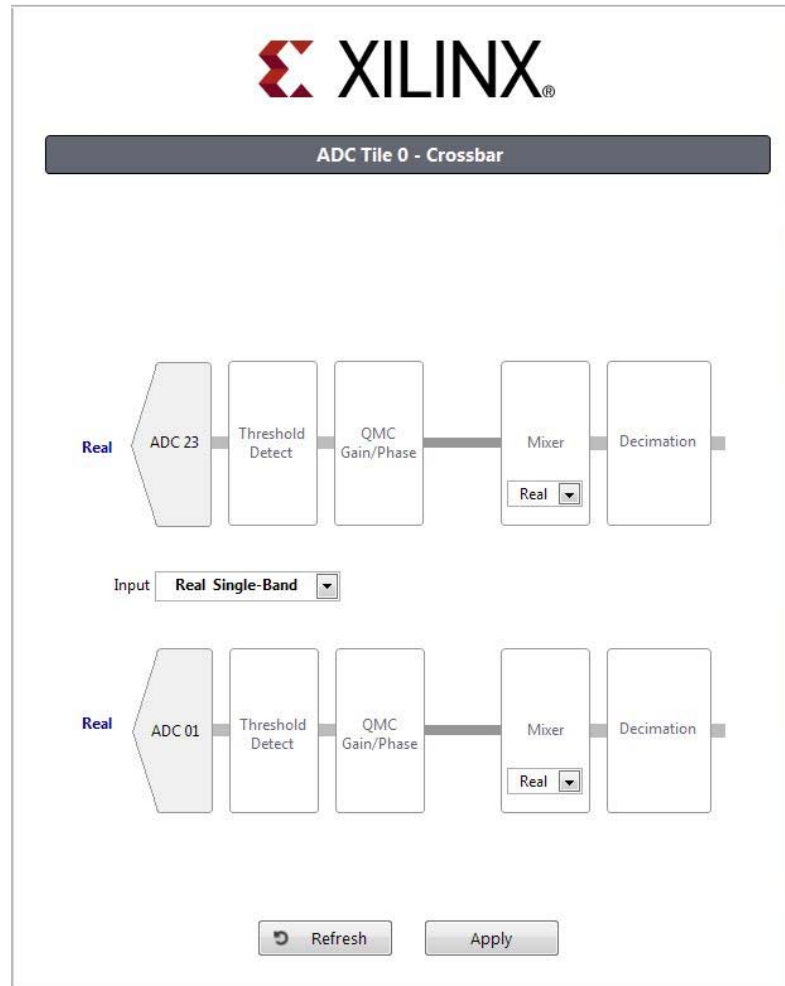 XILINX®
ADC Tile 0 - Crossbar
Real
ADC 23
Threshold
Detect
QMC
Gain/Phase
Mixer
Real
Decimation
Input
Real Single-Band
Real
ADC 01
Threshold
Detect
QMC
Gain/Phase
Mixer
Real
Decimation
Refresh
Apply